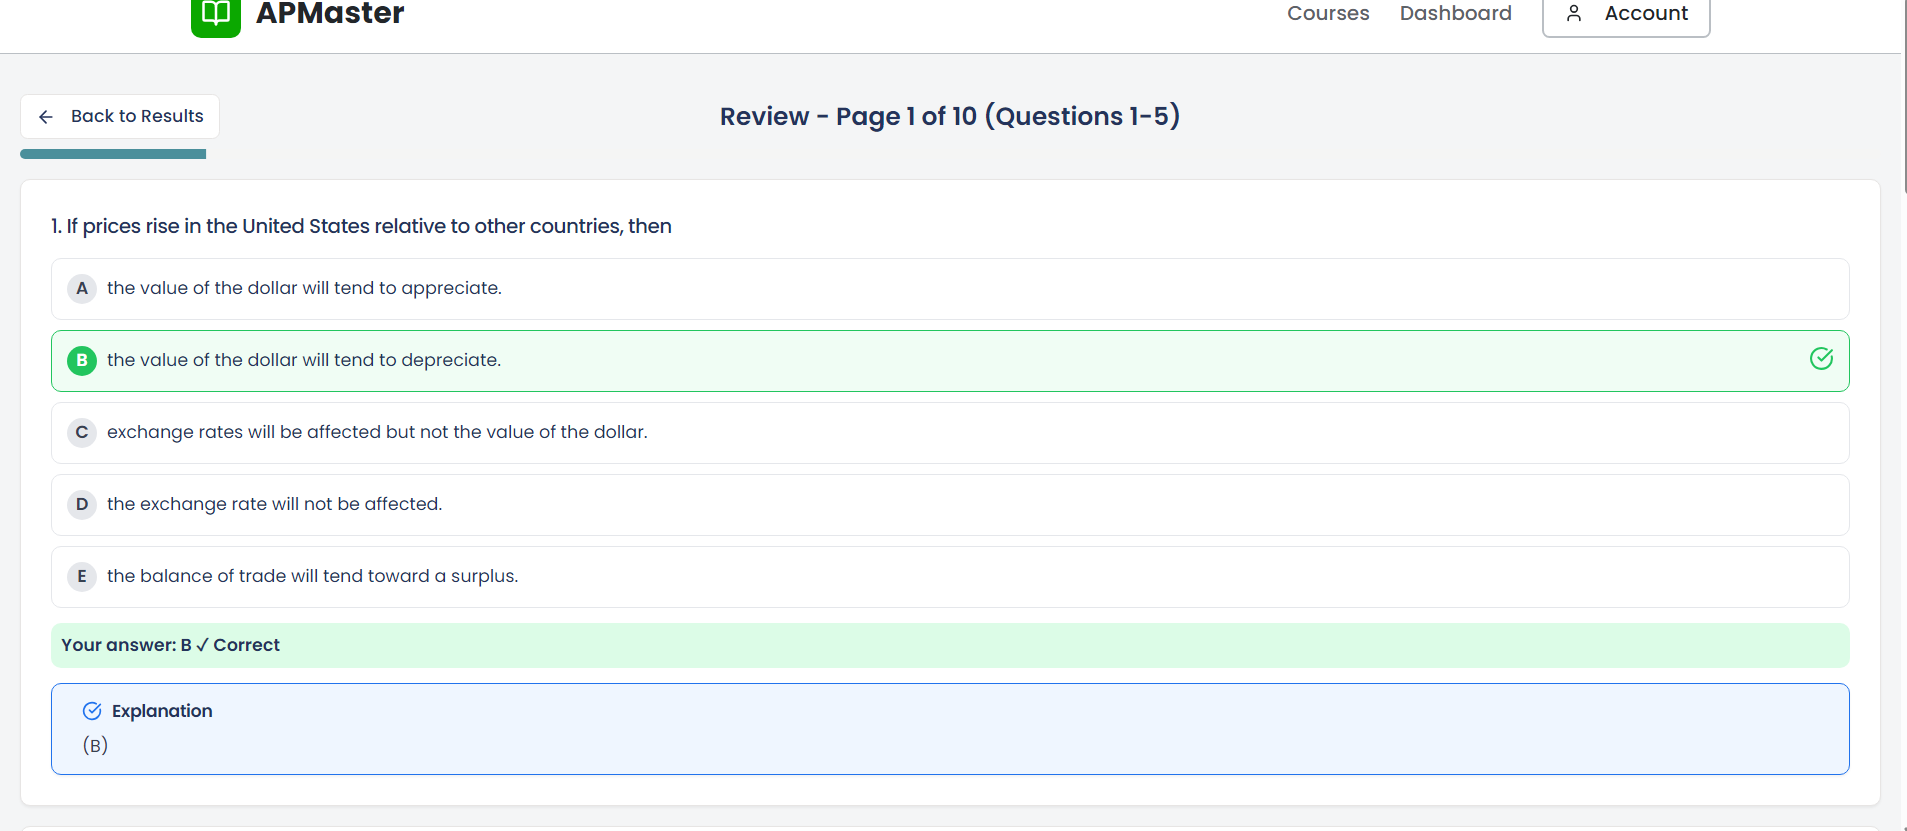 APMaster
Courses Dashboard Account
Back to Results
Review - Page 1 of 10 (Questions 1-5)
1. If prices rise in the United States relative to other countries, then
A the value of the dollar will tend to appreciate.
B the value of the dollar will tend to depreciate.
C exchange rates will be affected but not the value of the dollar.
D the exchange rate will not be affected.
E the balance of trade will tend toward a surplus.
Your answer: B ✓ Correct
Explanation
(B)